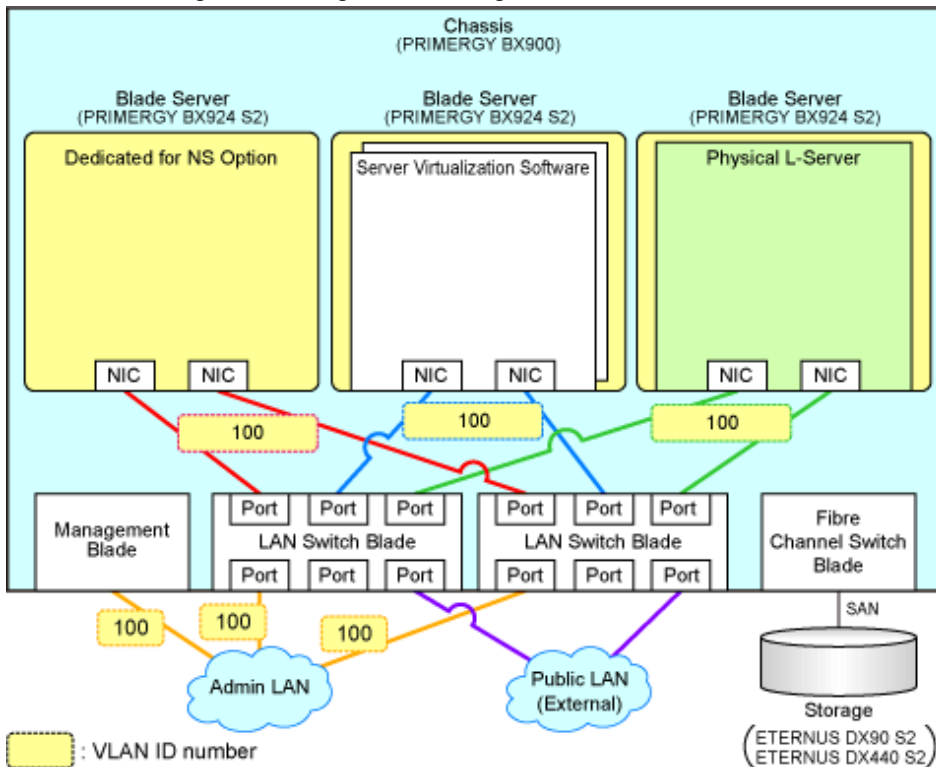 Chassis
(PRIMERGY BX900)
Blade Server
(PRIMERGY BX924 S2)
Blade Server
(PRIMERGY BX924 S2)
Blade Server
(PRIMERGY BX924 S2)
Dedicated for NS Option
Server Virtualization Software
Physical L-Server
NIC NIC NIC NIC NIC NIC
100 100 100
Management
Blade
Port Port Port
LAN Switch Blade
Port Port Port
Port Port Port
LAN Switch Blade
Port Port Port
Fibre
Channel Switch
Blade
100 100 100
SAN
Admin LAN
Public LAN
(External)
Storage
(ETERNUS DX90 S2
ETERNUS DX440 S2)
: VLAN ID number